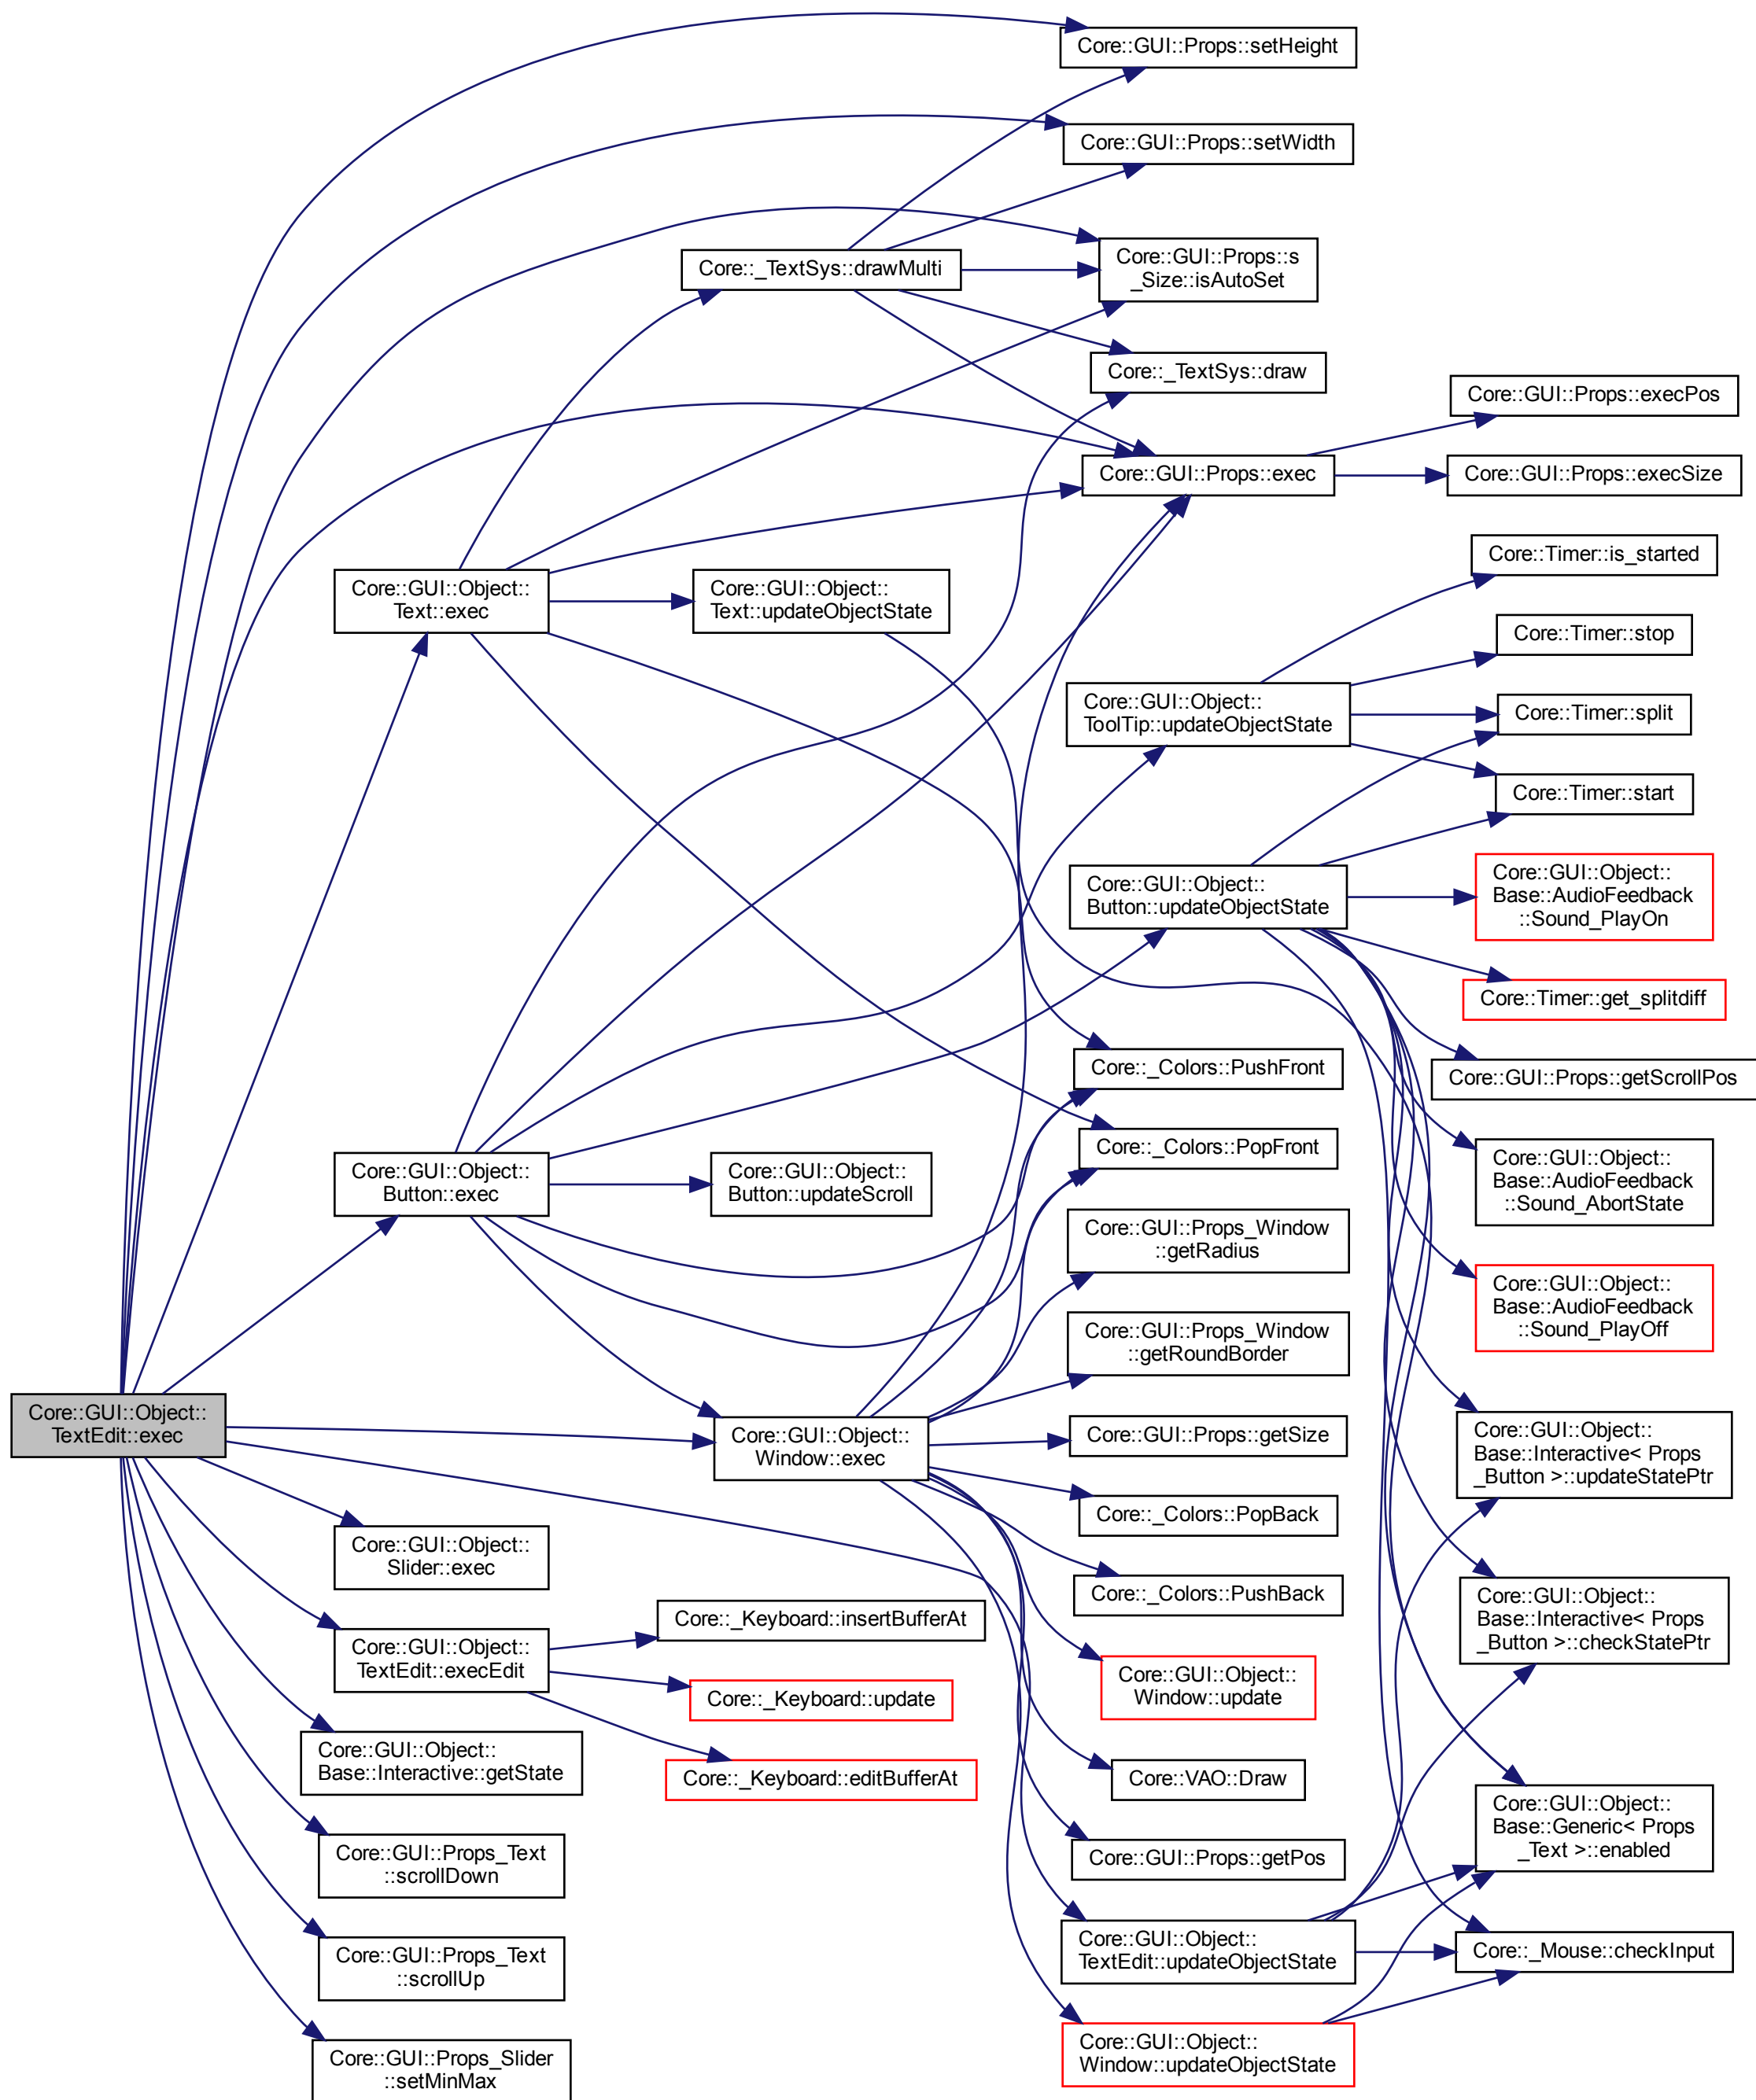 Core::GUI::Props::setHeight
Core::GUI::Props::setWidth
Core::GUI::Props::s
_Size::isAutoSet
Core::_TextSys::drawMulti
Core::_TextSys::draw
Core::GUI::Props::execPos
Core::GUI::Props::exec
Core::GUI::Props::execSize
Core::Timer::is_started
Core::GUI::Object::
Text::exec
Core::GUI::Object::
Text::updateObjectState
Core::Timer::stop
Core::GUI::Object::
ToolTip::updateObjectState
Core::Timer::split
Core::Timer::start
Core::GUI::Object::
Button::updateObjectState
Core::GUI::Object::
Base::AudioFeedback
::Sound_PlayOn
Core::Timer::get_splitdiff
Core::_Colors::PushFront
Core::GUI::Props::getScrollPos
Core::_Colors::PopFront
Core::GUI::Object::
Button::exec
Core::GUI::Object::
Button::updateScroll
Core::GUI::Object::
Base::AudioFeedback
::Sound_AbortState
Core::GUI::Props_Window
::getRadius
Core::GUI::Object::
Base::AudioFeedback
::Sound_PlayOff
Core::GUI::Props_Window
::getRoundBorder
Core::GUI::Object::
TextEdit::exec
Core::GUI::Object::
Window::exec
Core::GUI::Props::getSize
Core::GUI::Object::
Base::Interactive< Props
_Button >::updateStatePtr
Core::_Colors::PopBack
Core::GUI::Object::
Slider::exec
Core::_Colors::PushBack
Core::GUI::Object::
Base::Interactive< Props
_Button >::checkStatePtr
Core::_Keyboard::insertBufferAt
Core::GUI::Object::
TextEdit::execEdit
Core::_Keyboard::update
Core::GUI::Object::
Window::update
Core::GUI::Object::
Base::Interactive::getState
Core::_Keyboard::editBufferAt
Core::VAO::Draw
Core::GUI::Object::
Base::Generic< Props
_Text >::enabled
Core::GUI::Props::getPos
Core::GUI::Props_Text
::scrollDown
Core::GUI::Object::
TextEdit::updateObjectState
Core::_Mouse::checkInput
Core::GUI::Props_Text
::scrollUp
Core::GUI::Object::
Window::updateObjectState
Core::GUI::Props_Slider
::setMinMax